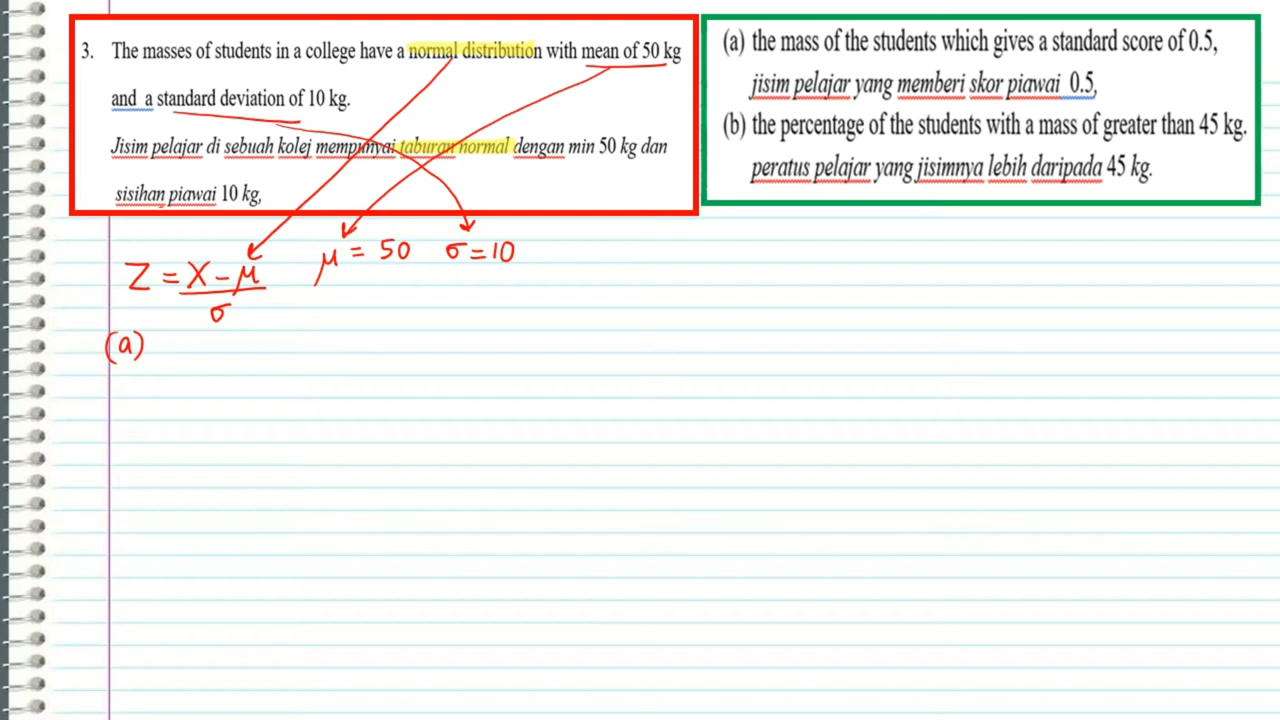 3. The masses of students in a college have a normal distribution with mean of 50 kg
and a standard deviation of 10 kg.
Jisim pelajar di sebuah kolej mempunyai taburan normal dengan min 50 kg dan
sisihan piawai 10 kg,
(a) the mass of the students which gives a standard score of 0.5,
jisim pelajar yang memberi skor piawai 0.5,
(b) the percentage of the students with a mass of greater than 45 kg.
peratus pelajar yang jisimnya lebih daripada 45 kg.
μ = 50 σ = 10
Z = X - μ
σ
(a)